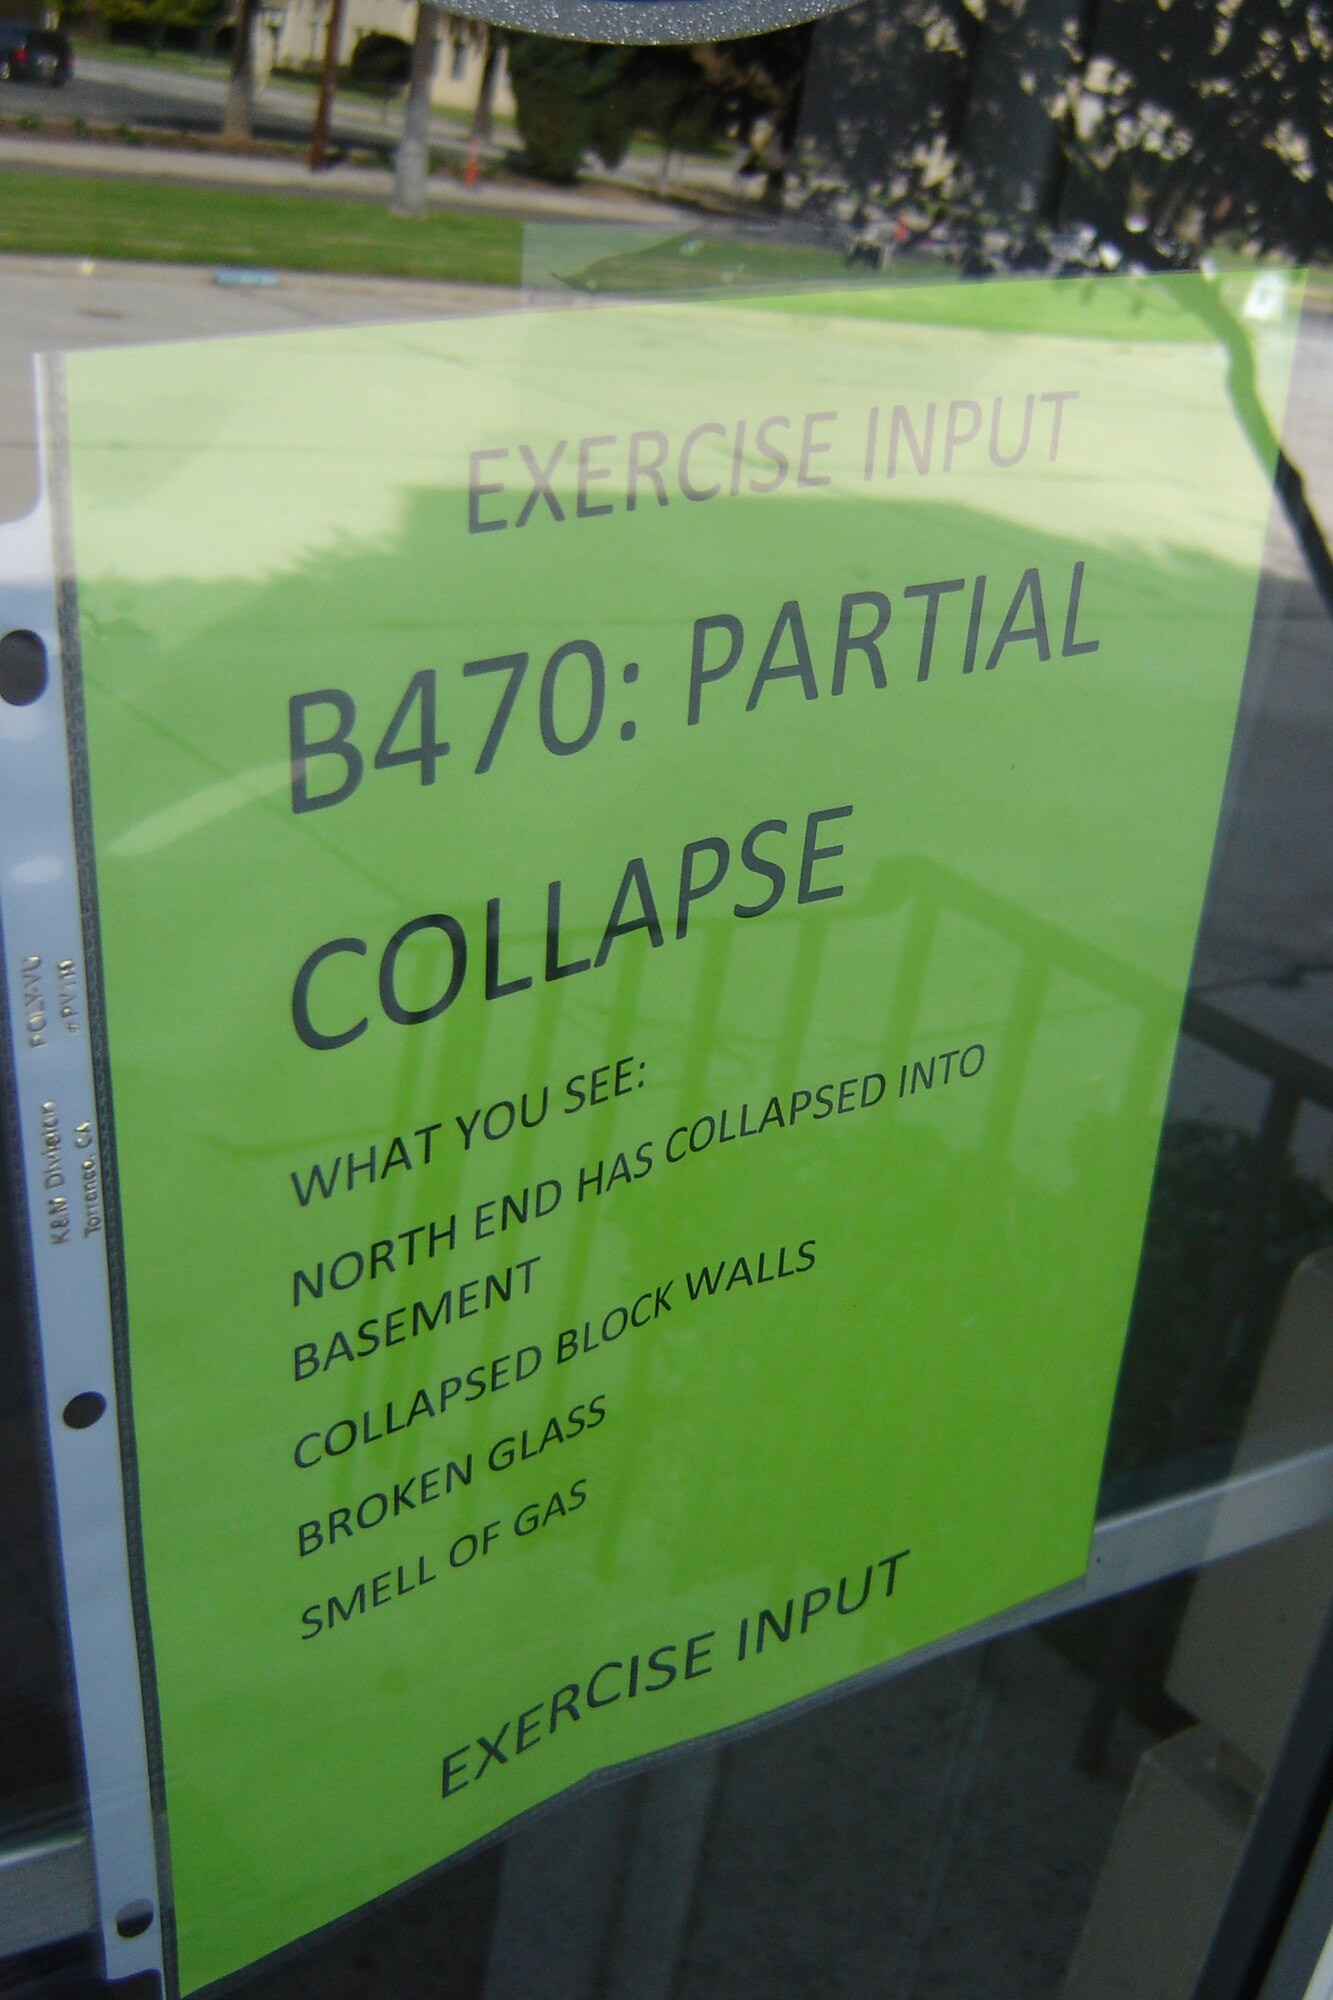 EXERCISE INPUT
B470: PARTIAL
COLLAPSE
WHAT YOU SEE:
NORTH END HAS COLLAPSED INTO
BASEMENT
COLLAPSED BLOCK WALLS
BROKEN GLASS
SMELL OF GAS
EXERCISE INPUT
K&M Division POLY-VU
Torrance, CA #PV119